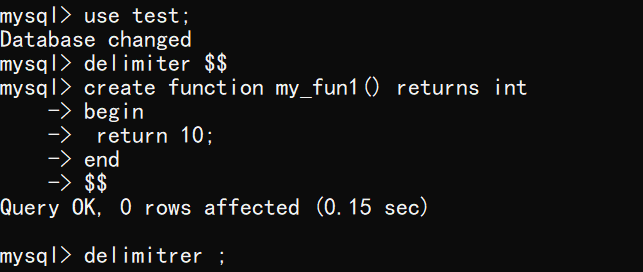 mysql> use test;
Database changed
mysql> delimiter $$
mysql> create function my_fun1() returns int
    -> begin
    ->  return 10;
    -> end
    -> $$
Query OK, 0 rows affected (0.15 sec)

mysql> delimitrer ;